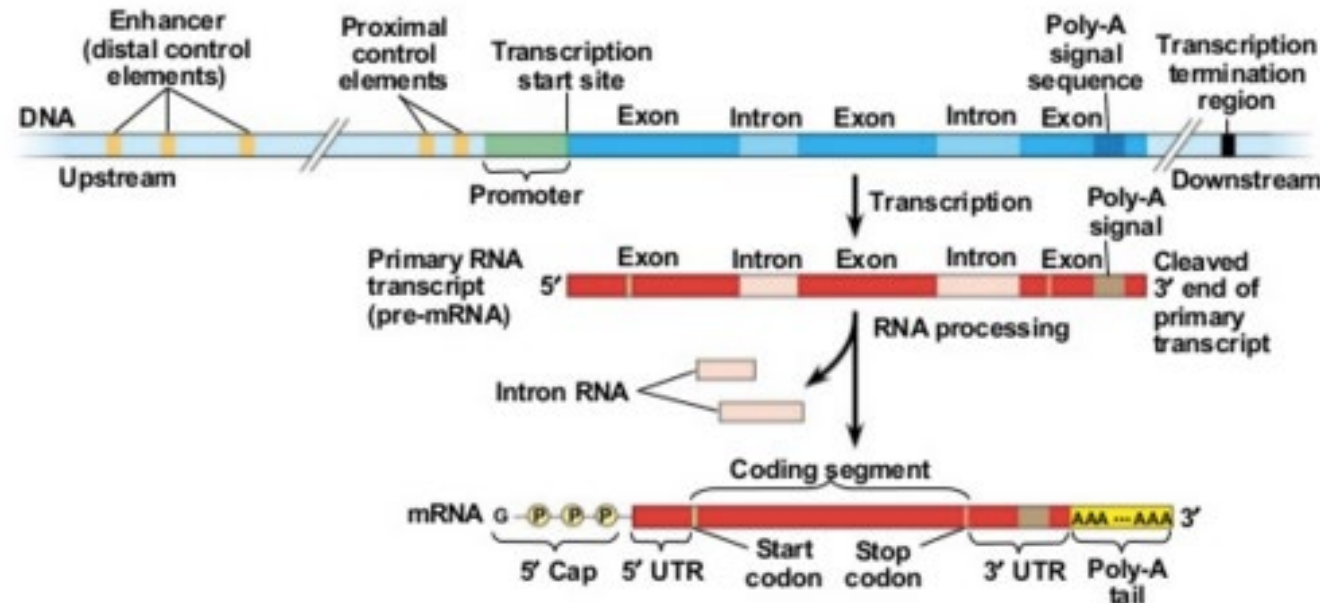 Enhancer
(distal control
elements)
Proximal
control
elements
Transcription
start site
Poly-A
signal
sequence
Transcription
termination
region
DNA
Exon Intron Exon Intron Exon
Upstream
Promoter
Downstream
Transcription
Poly-A
signal
Primary RNA
transcript
(pre-mRNA)
5′
Exon Intron Exon Intron Exon
Cleaved
3′ end of
primary
transcript
RNA processing
Intron RNA
Coding segment
mRNA G P P P AAA ··· AAA 3′
5′ Cap
5′ UTR
Start
codon
Stop
codon
3′ UTR
Poly-A
tail